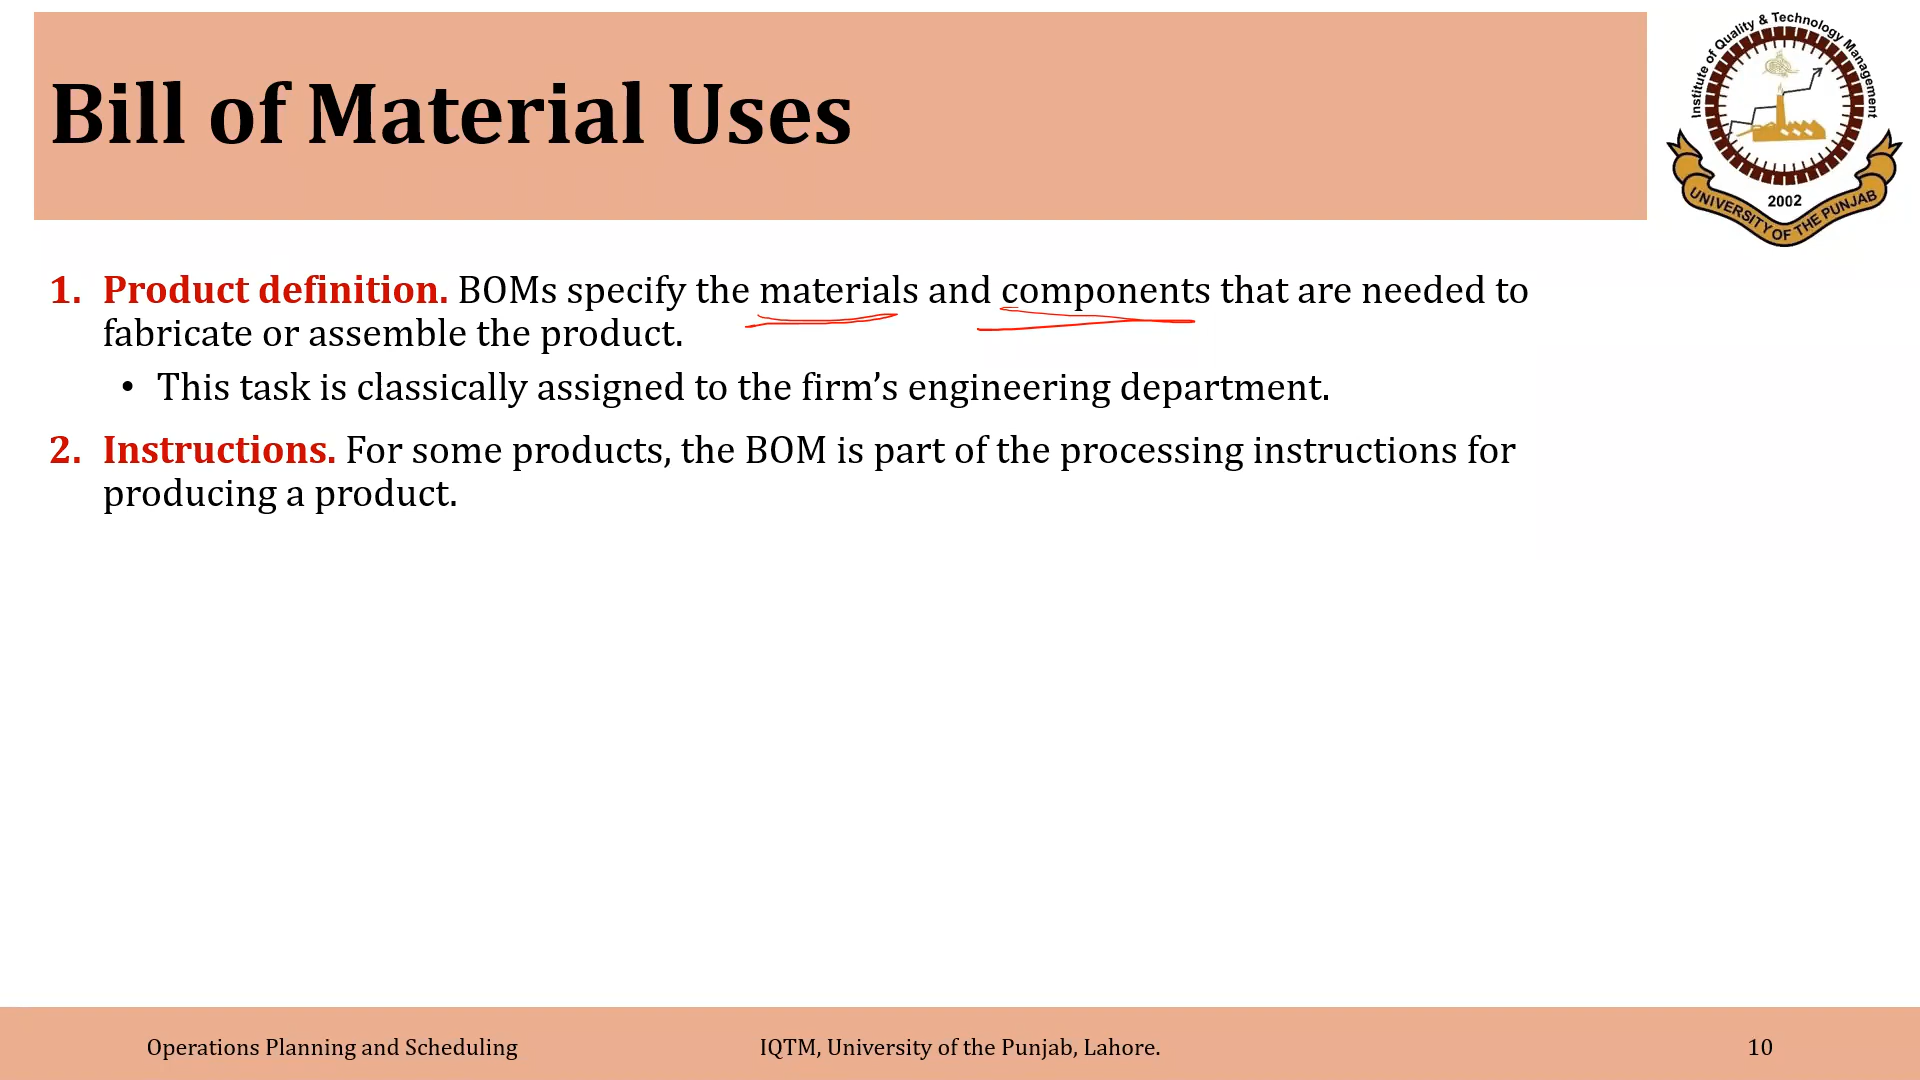 Bill of Material Uses
Institute of Quality & Technology Management
2002
UNIVERSITY OF THE PUNJAB
1. Product definition. BOMs specify the materials and components that are needed to
fabricate or assemble the product.
• This task is classically assigned to the firm’s engineering department.
2. Instructions. For some products, the BOM is part of the processing instructions for
producing a product.
Operations Planning and Scheduling
IQTM, University of the Punjab, Lahore.
10